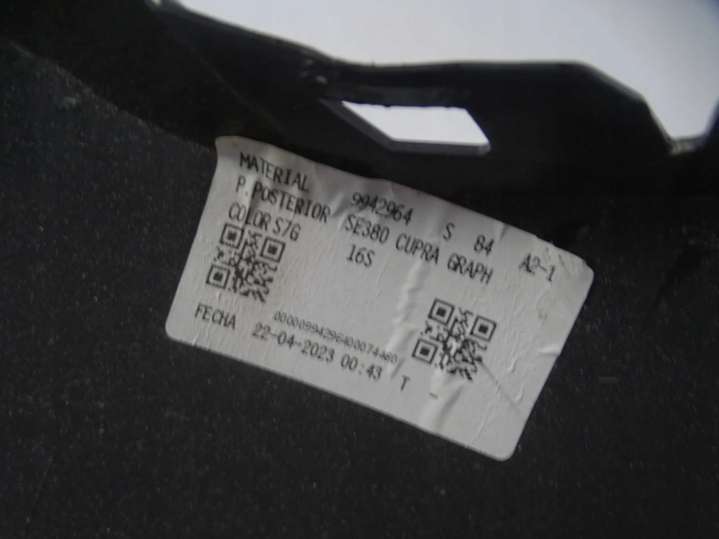 MATERIAL 9942964 S 84 A2-1
P.POSTERIOR SE380 CUPRA GRAPH
COLOR S7G 16S
00000994296400074460
FECHA 22-04-2023 00:43 T -